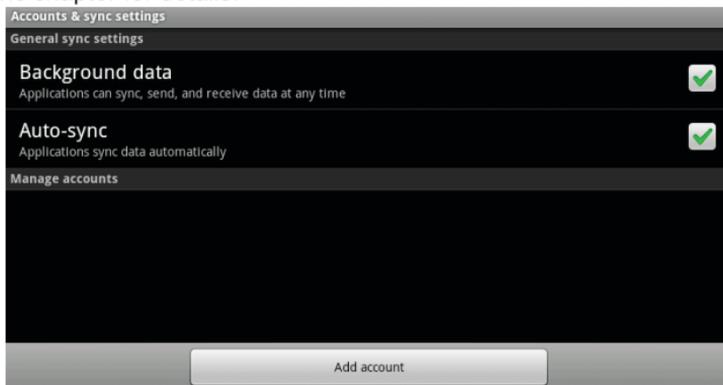 Accounts & sync settings
General sync settings
Background data
Applications can sync, send, and receive data at any time
Auto-sync
Applications sync data automatically
Manage accounts
Add account